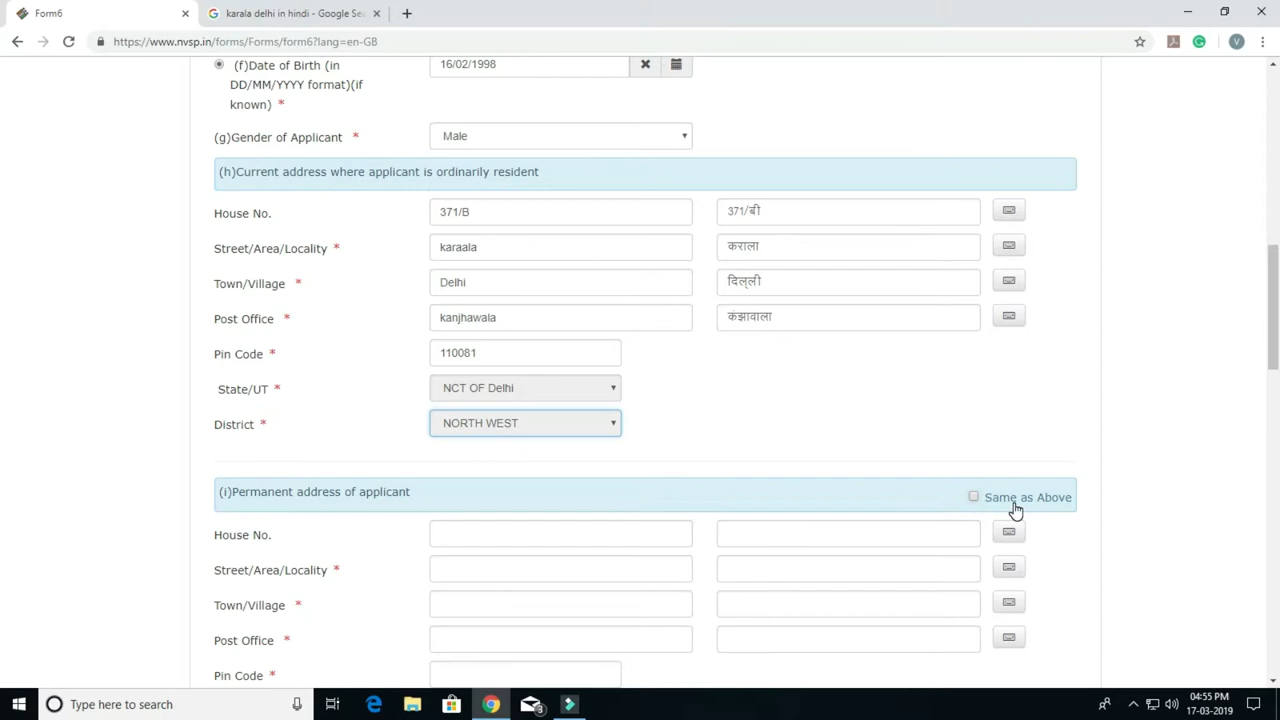 Form6
karala delhi in hindi - Google Se
https://www.nvsp.in/forms/Forms/form6?lang=en-GB
V
(f)Date of Birth (in
DD/MM/YYYY format)(if
known) *
16/02/1998
(g)Gender of Applicant *
Male
(h)Current address where applicant is ordinarily resident
House No.
371/B
371/बी
Street/Area/Locality *
karaala
कराला
Town/Village *
Delhi
दिल्ली
Post Office *
kanjhawala
कंझावाला
Pin Code *
110081
State/UT *
NCT OF Delhi
District *
NORTH WEST
(i)Permanent address of applicant
Same as Above
House No.
Street/Area/Locality *
Town/Village *
Post Office *
Pin Code *
Type here to search
3
04:55 PM
17-03-2019